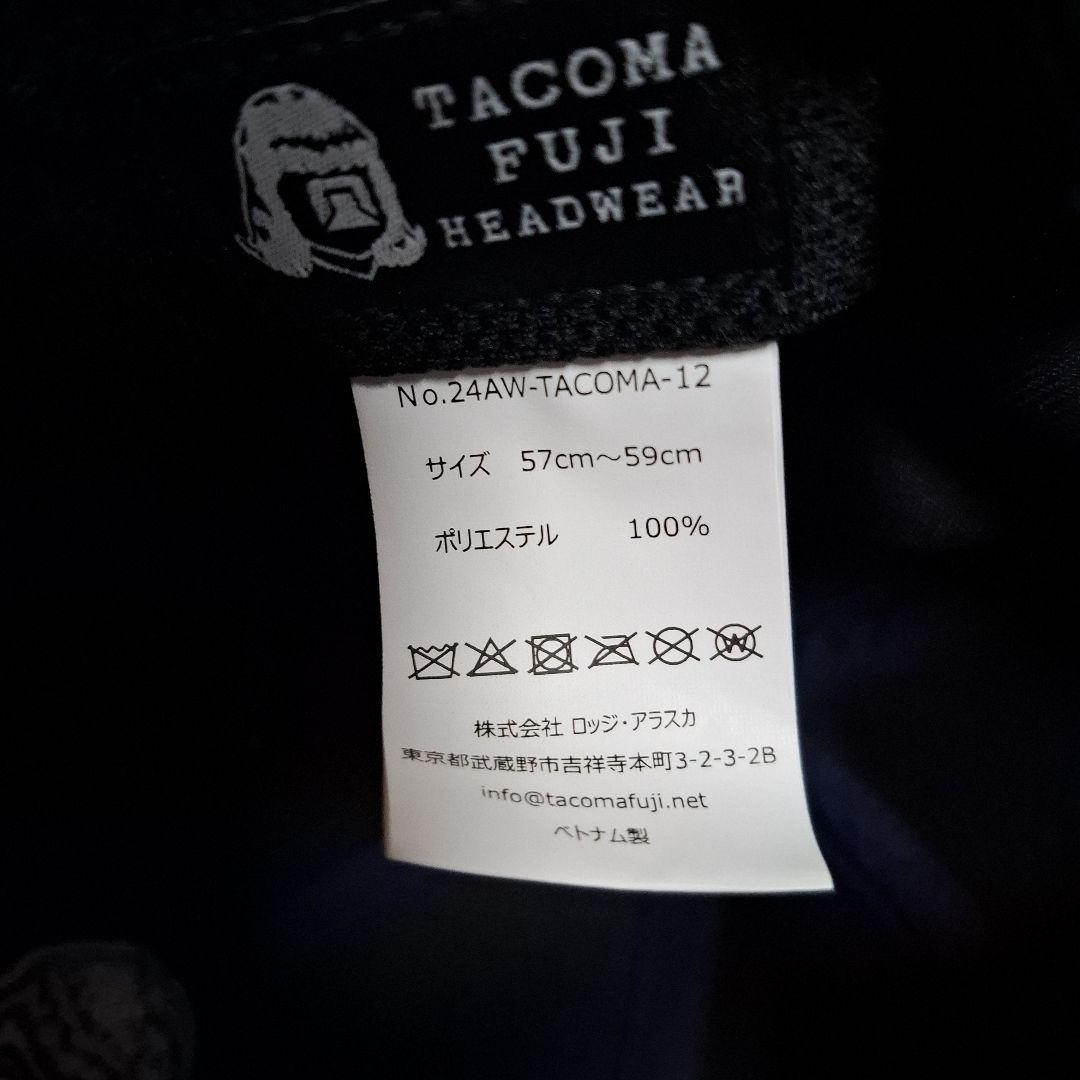 TACOMA
FUJI
HEADWEAR
No.24AW-TACOMA-12
サイズ 57cm～59cm
ポリエステル 100%
W
株式会社 ロッジ・アラスカ
東京都武蔵野市吉祥寺本町3-2-3-2B
info@tacomafuji.net
ベトナム製